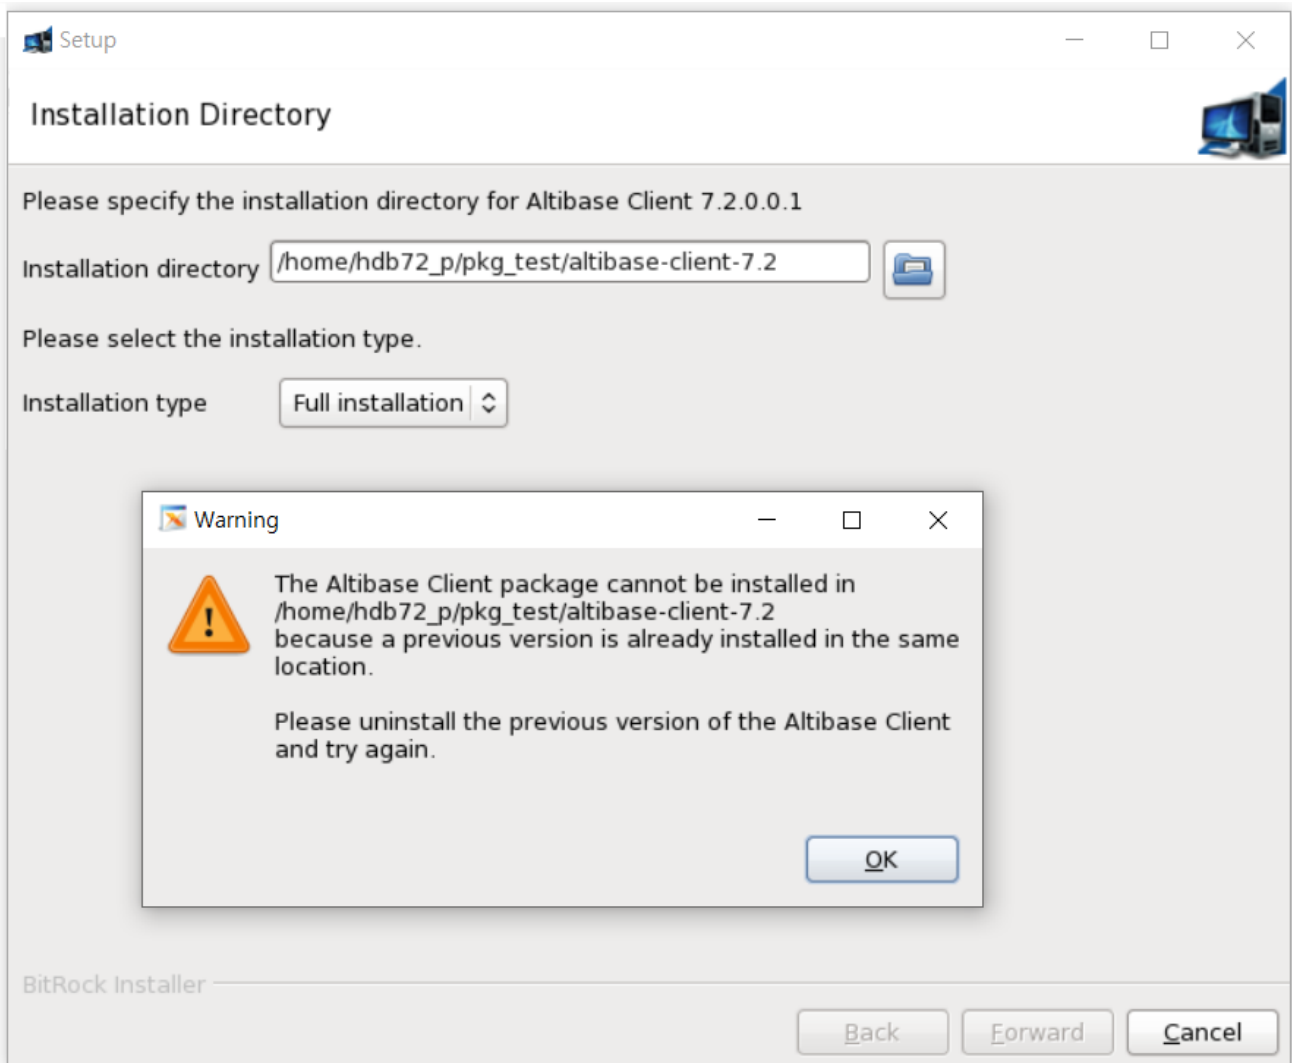 Setup
Installation Directory
Please specify the installation directory for Altibase Client 7.2.0.0.1
Installation directory /home/hdb72_p/pkg_test/altibase-client-7.2
Please select the installation type.
Installation type Full installation
Warning
The Altibase Client package cannot be installed in
/home/hdb72_p/pkg_test/altibase-client-7.2
because a previous version is already installed in the same
location.
Please uninstall the previous version of the Altibase Client
and try again.
OK
BitRock Installer
Back Forward Cancel